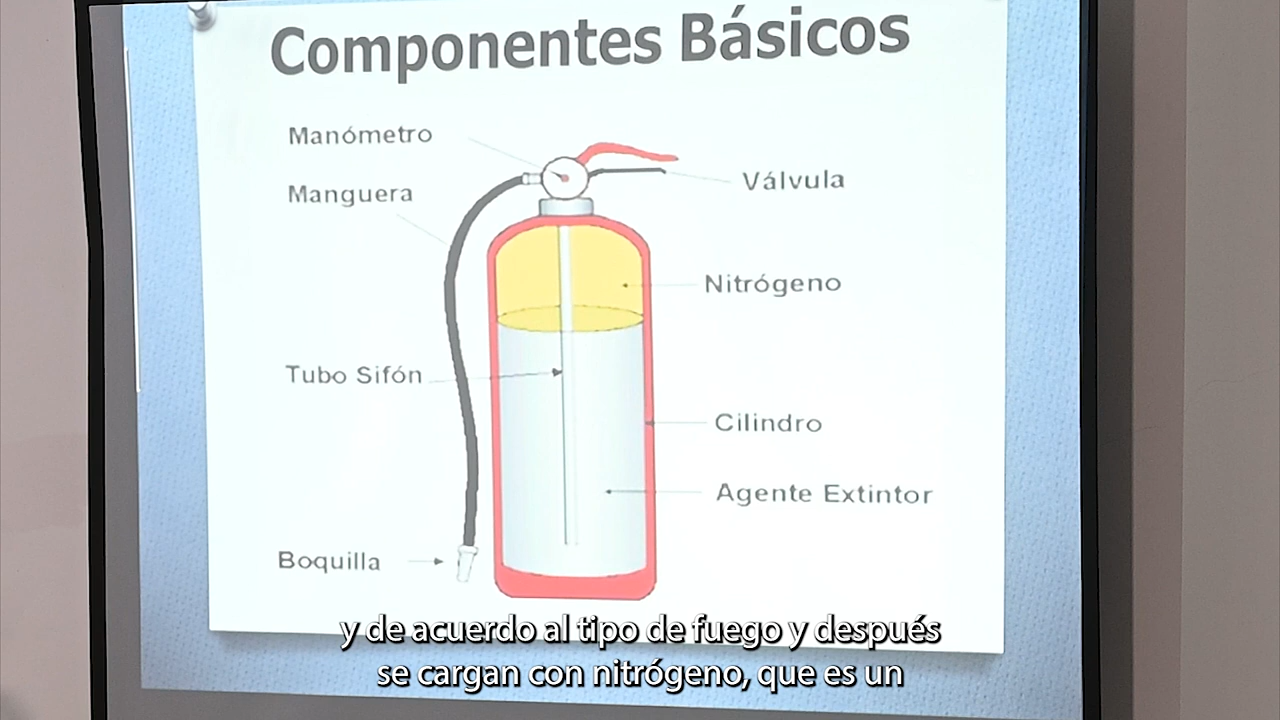 Componentes Básicos
Manómetro
Válvula
Manguera
Nitrógeno
Tubo Sifón
Cilindro
Agente Extintor
Boquilla
y de acuerdo al tipo de fuego y después
se cargan con nitrógeno, que es un